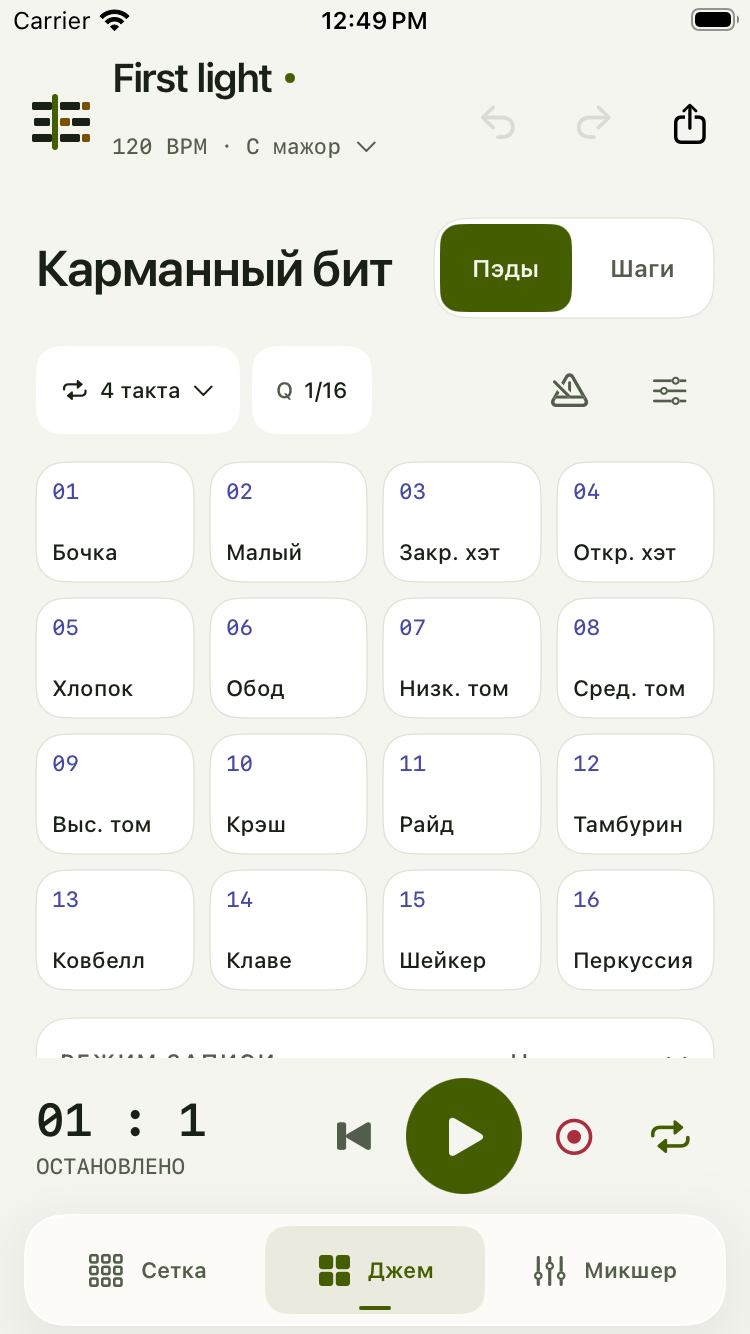 Carrier 12:49 PM
First light
120 BPM · C мажор
Карманный бит
Пэды Шаги
4 такта Q 1/16
01 02 03 04
Бочка Малый Закр. хэт Откр. хэт
05 06 07 08
Хлопок Обод Низк. том Сред. том
09 10 11 12
Выс. том Крэш Райд Тамбурин
13 14 15 16
Ковбелл Клаве Шейкер Перкуссия
РЕЖИМ ЗАПИСИ
01 : 1
ОСТАНОВЛЕНО
Сетка Джем Микшер